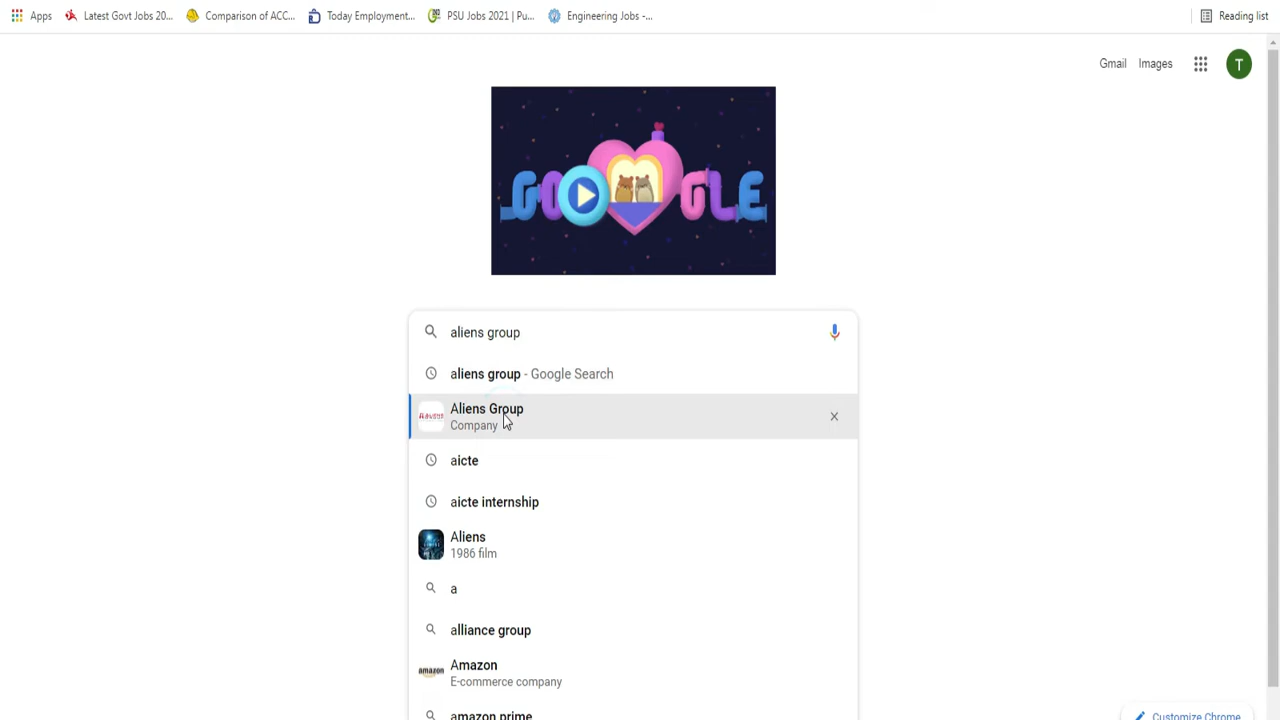 Apps Latest Govt Jobs 20... Comparison of ACC... Today Employment... PSU Jobs 2021 | Pu... Engineering Jobs -... Reading list
Gmail Images T
GOOGLE
aliens group
aliens group - Google Search
Aliens Group
Company
aicte
aicte internship
Aliens
1986 film
a
alliance group
amazon Amazon
E-commerce company
amazon prime
Customize Chrome